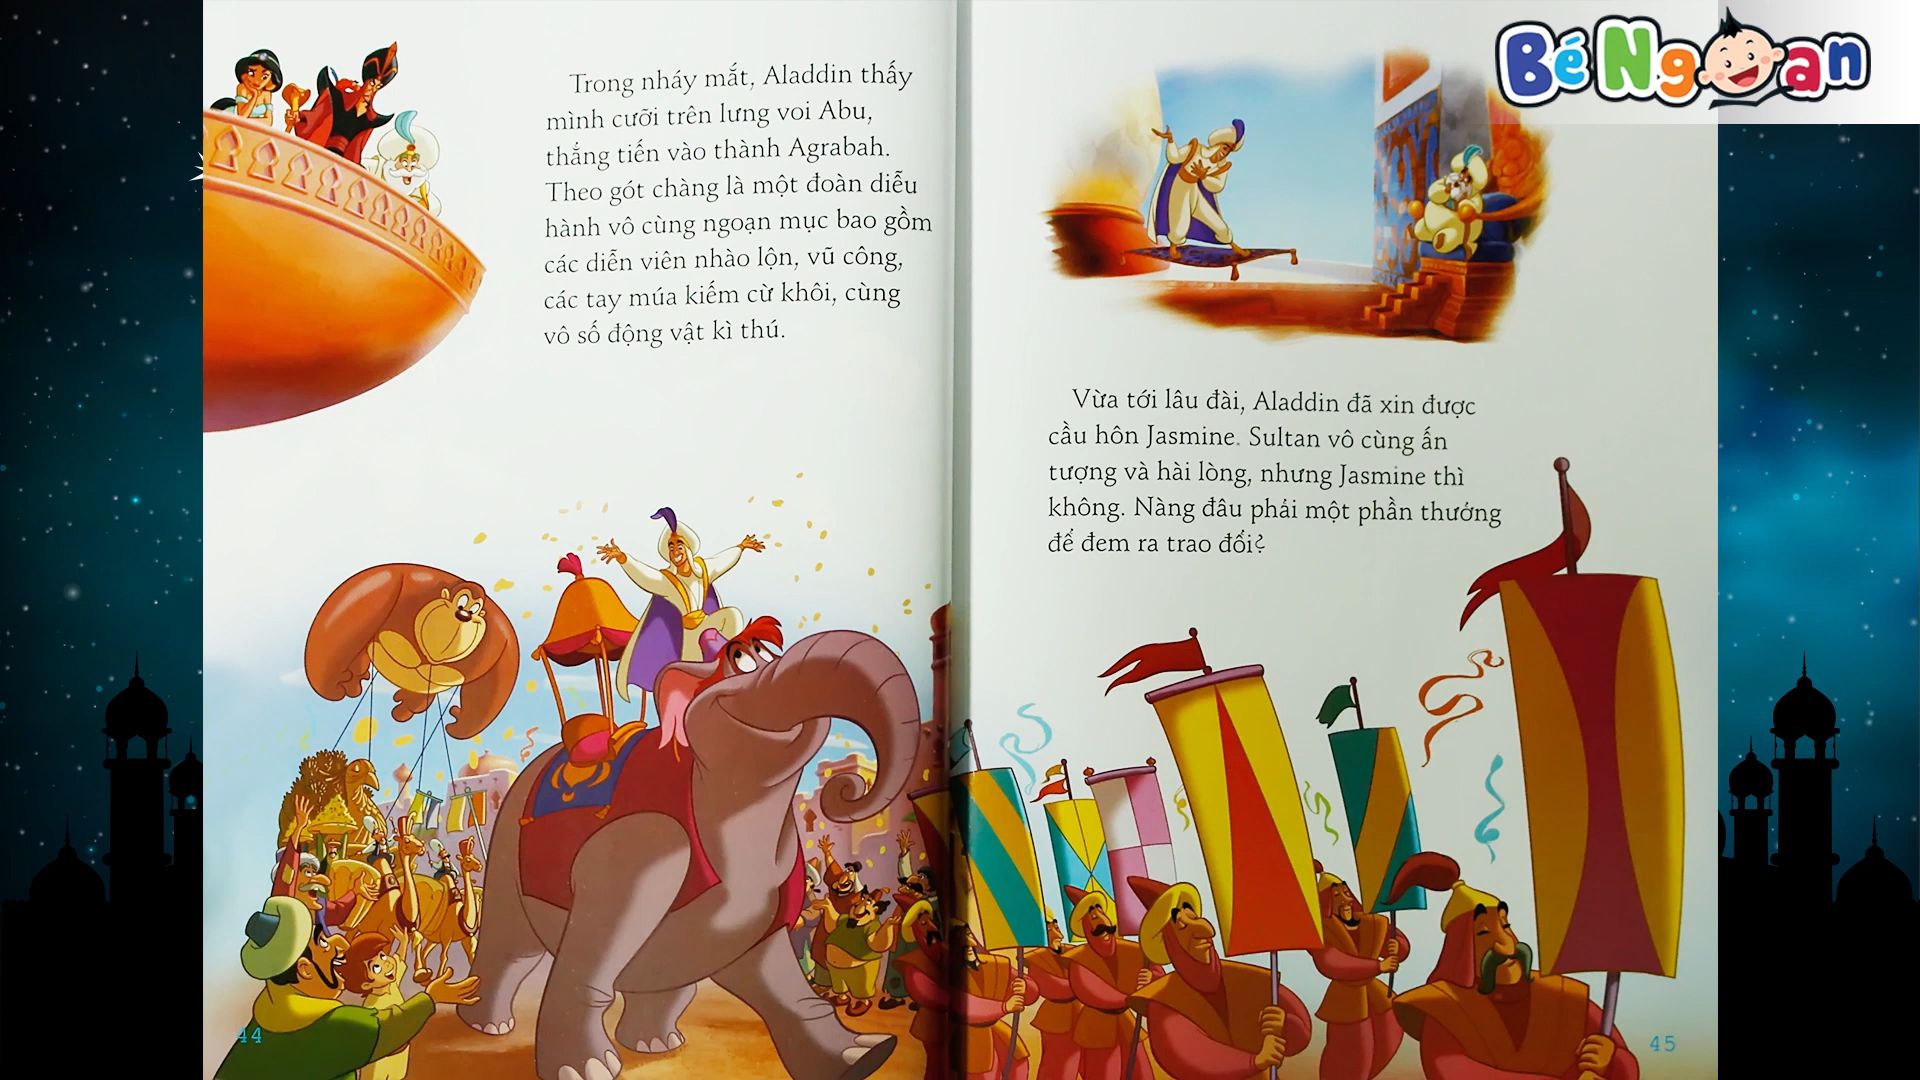 Bé Ngoan
Trong nháy mắt, Aladdin thấy
mình cưỡi trên lưng voi Abu,
thẳng tiến vào thành Agrabah.
Theo gót chàng là một đoàn diễu
hành vô cùng ngoạn mục bao gồm
các diễn viên nhào lộn, vũ công,
các tay múa kiếm cừ khôi, cùng
vô số động vật kì thú.
44
Vừa tới lâu đài, Aladdin đã xin được
cầu hôn Jasmine. Sultan vô cùng ấn
tượng và hài lòng, nhưng Jasmine thì
không. Nàng đâu phải một phần thưởng
để đem ra trao đổi?
45